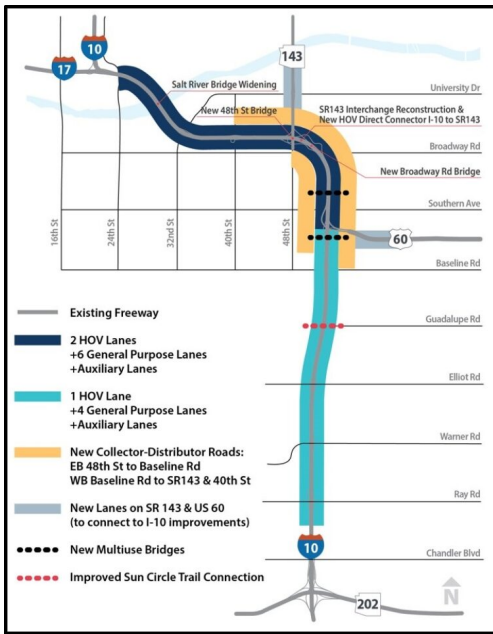 10
17
143
Salt River Bridge Widening
University Dr
New 48th St Bridge
SR143 Interchange Reconstruction &
New HOV Direct Connector I-10 to SR143
Broadway Rd
New Broadway Rd Bridge
Southern Ave
16th St
24th St
32nd St
40th St
48th St
60
Baseline Rd
Existing Freeway
Guadalupe Rd
2 HOV Lanes
+6 General Purpose Lanes
+Auxiliary Lanes
Elliot Rd
1 HOV Lane
+4 General Purpose Lanes
+Auxiliary Lanes
Warner Rd
New Collector-Distributor Roads:
EB 48th St to Baseline Rd
WB Baseline Rd to SR143 & 40th St
New Lanes on SR 143 & US 60
(to connect to I-10 improvements)
Ray Rd
New Multiuse Bridges
10
Chandler Blvd
Improved Sun Circle Trail Connection
202
N